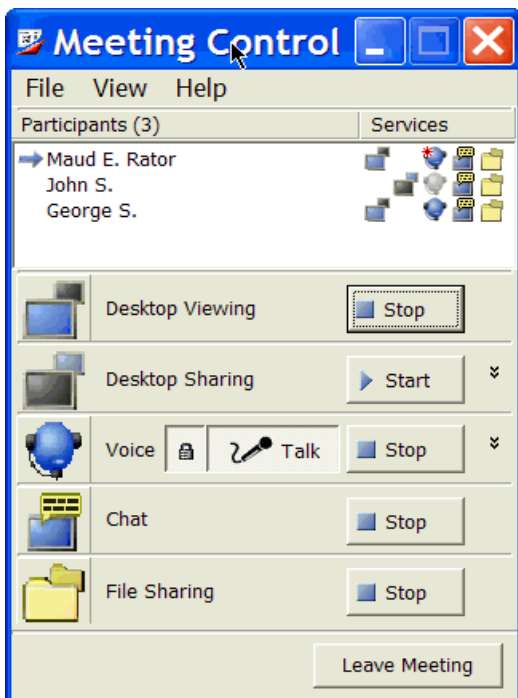 Meeting Control
File View Help
Participants (3) Services
Maud E. Rator
John S.
George S.
Desktop Viewing Stop
Desktop Sharing Start
Voice Talk Stop
Chat Stop
File Sharing Stop
Leave Meeting